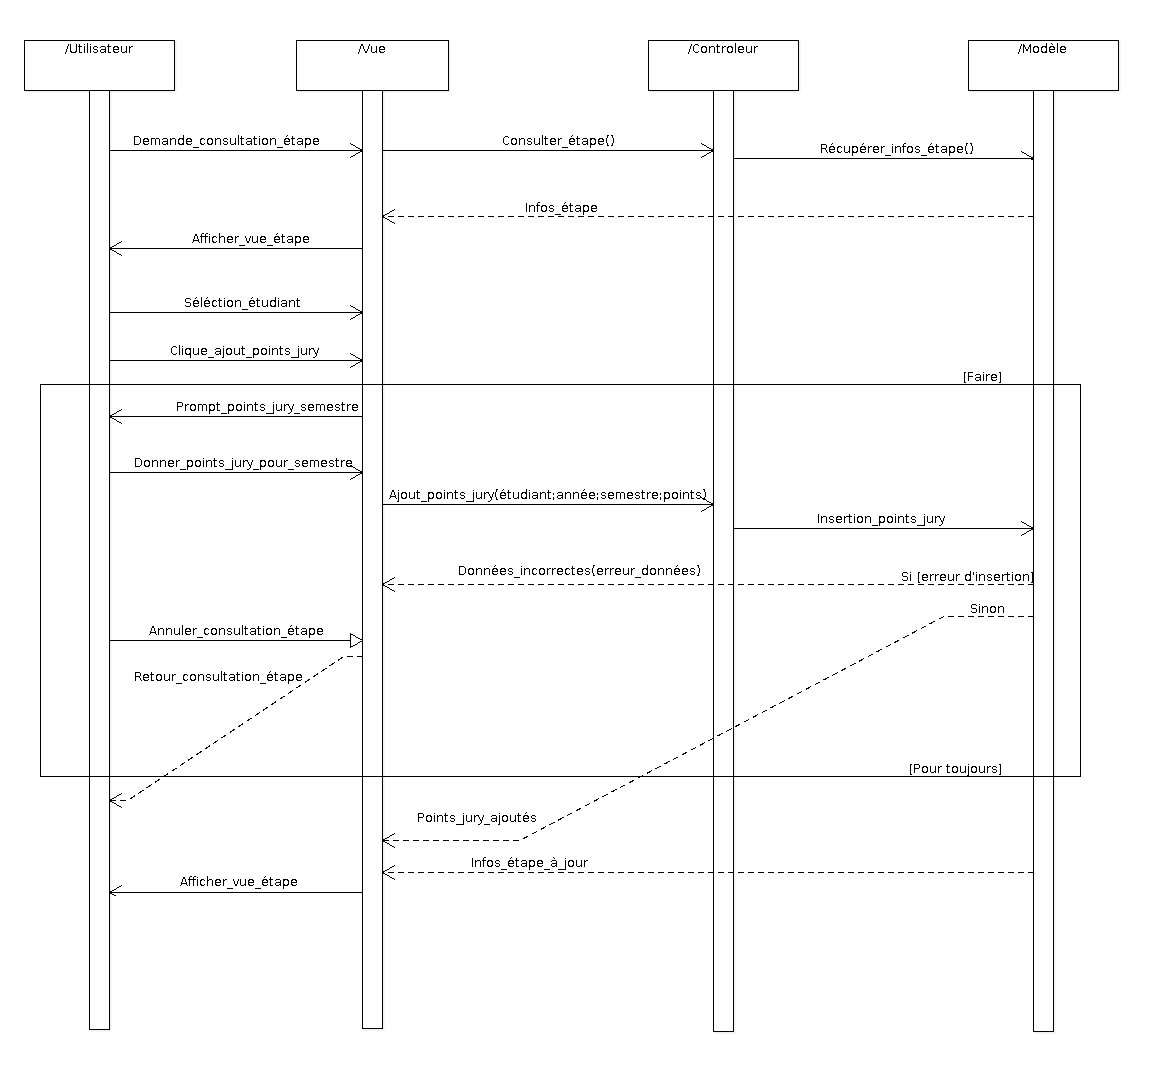 /Utilisateur
/Vue
/Controleur
/Modèle
Demande_consultation_étape
Consulter_étape()
Récupérer_infos_étape()
Infos_étape
Afficher_vue_étape
Séléction_étudiant
Clique_ajout_points_jury
[Faire]
Prompt_points_jury_semestre
Donner_points_jury_pour_semestre
Ajout_points_jury(étudiant;année;semestre;points)
Insertion_points_jury
Données_incorrectes(erreur_données)
Si [erreur d'insertion]
Sinon
Annuler_consultation_étape
Retour_consultation_étape
[Pour toujours]
Points_jury_ajoutés
Infos_étape_à_jour
Afficher_vue_étape